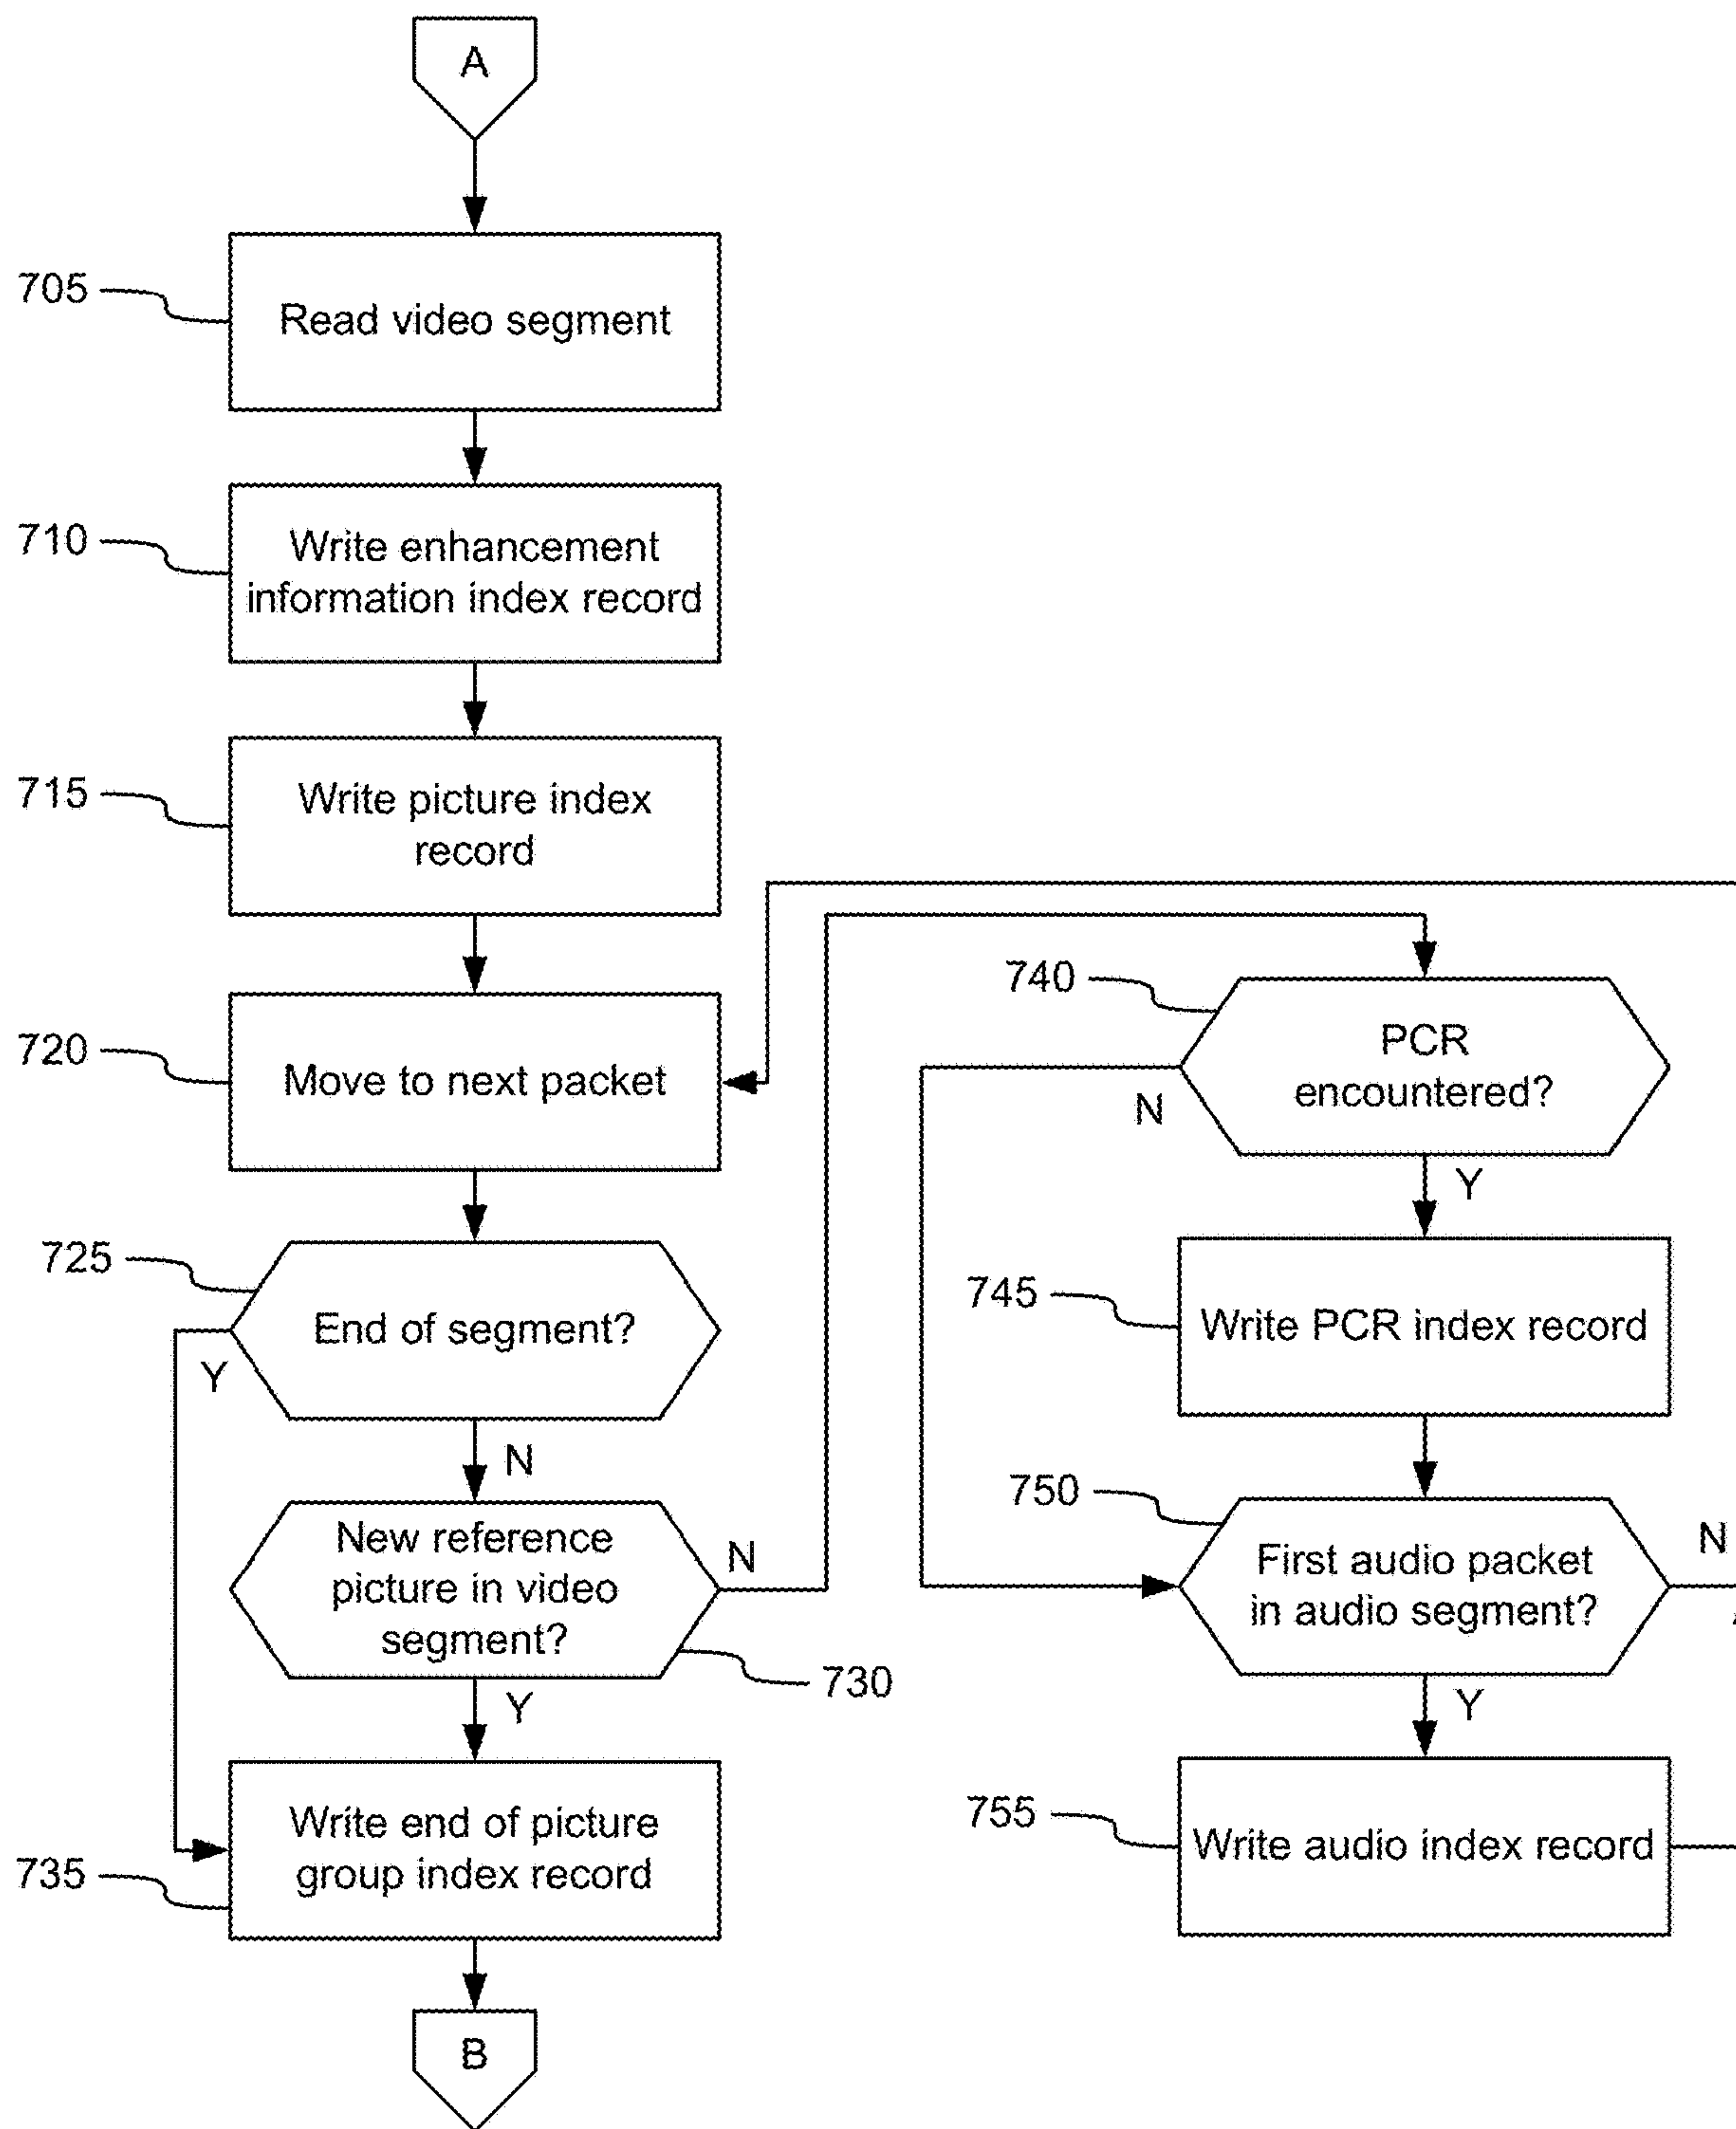 A
705
Read video segment
710
Write enhancement
information index record
715
Write picture index
record
720
Move to next packet
725
End of segment?
Y
N
New reference
picture in video
segment?
N
730
Y
Write end of picture
group index record
735
B
740
PCR
encountered?
N
Y
745
Write PCR index record
750
First audio packet
in audio segment?
N
Y
755
Write audio index record